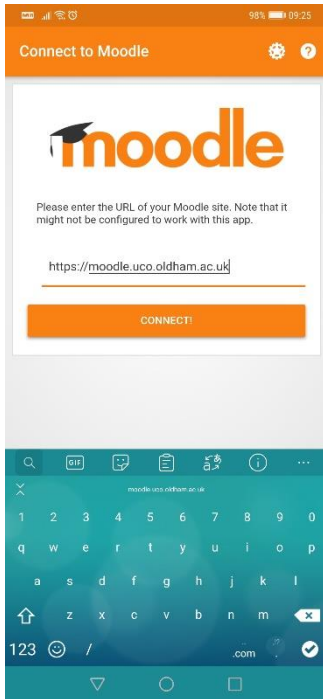 98% 09:25
Connect to Moodle
moodle
Please enter the URL of your Moodle site. Note that it
might not be configured to work with this app.
https://moodle.uco.oldham.ac.uk
CONNECT!
GIF
moodle.uco.oldham.ac.uk
1 2 3 4 5 6 7 8 9 0
q w e r t y u i o p
a s d f g h j k l
z x c v b n m
123 / .com